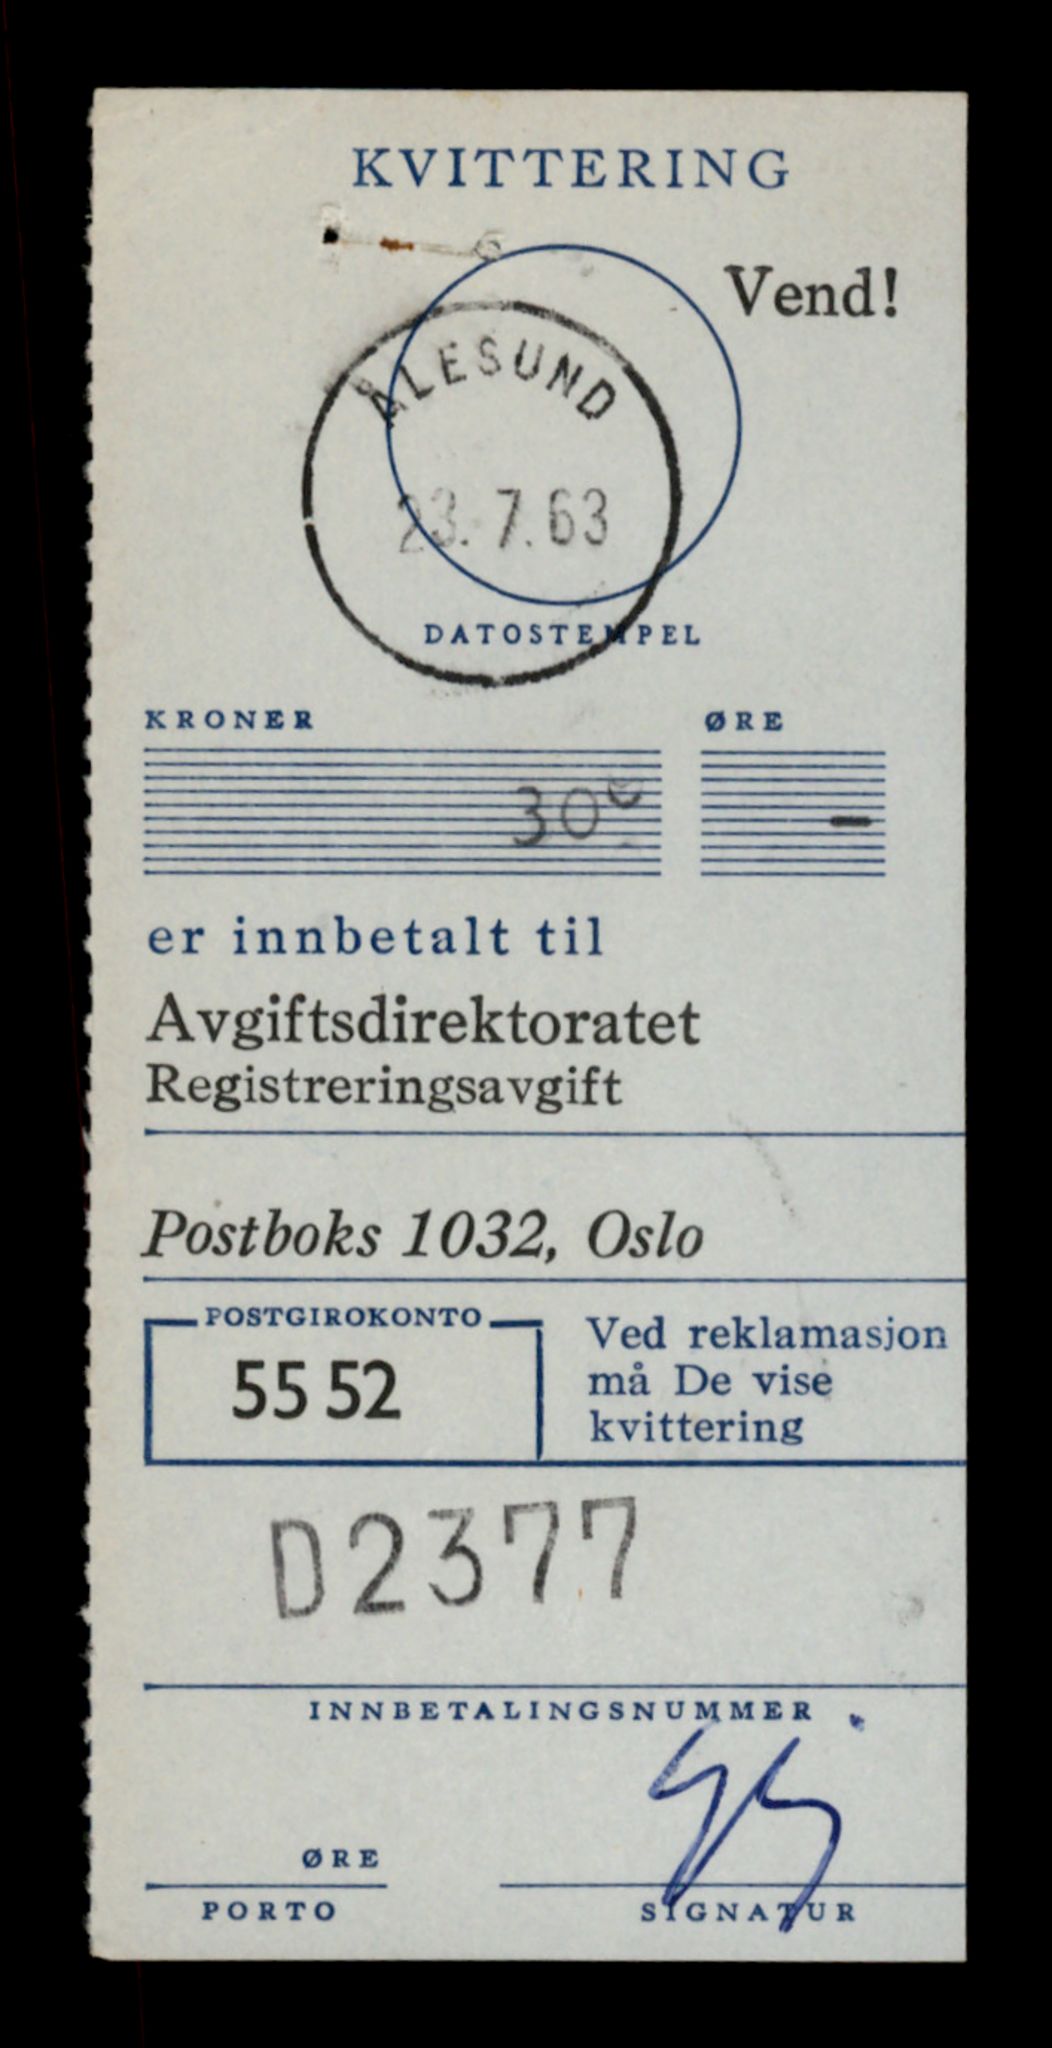 KVITTERING
Vend!
ÅLESUND
23.7.63
DATOSTEMPEL
KRONER ØRE
300 -
er innbetalt til
Avgiftsdirektoratet
Registreringsavgift
Postboks 1032, Oslo
POSTGIROKONTO
55 52
Ved reklamasjon
må De vise
kvittering
D2377
INNBETALINGSNUMMER
ØRE
PORTO
SIGNATUR